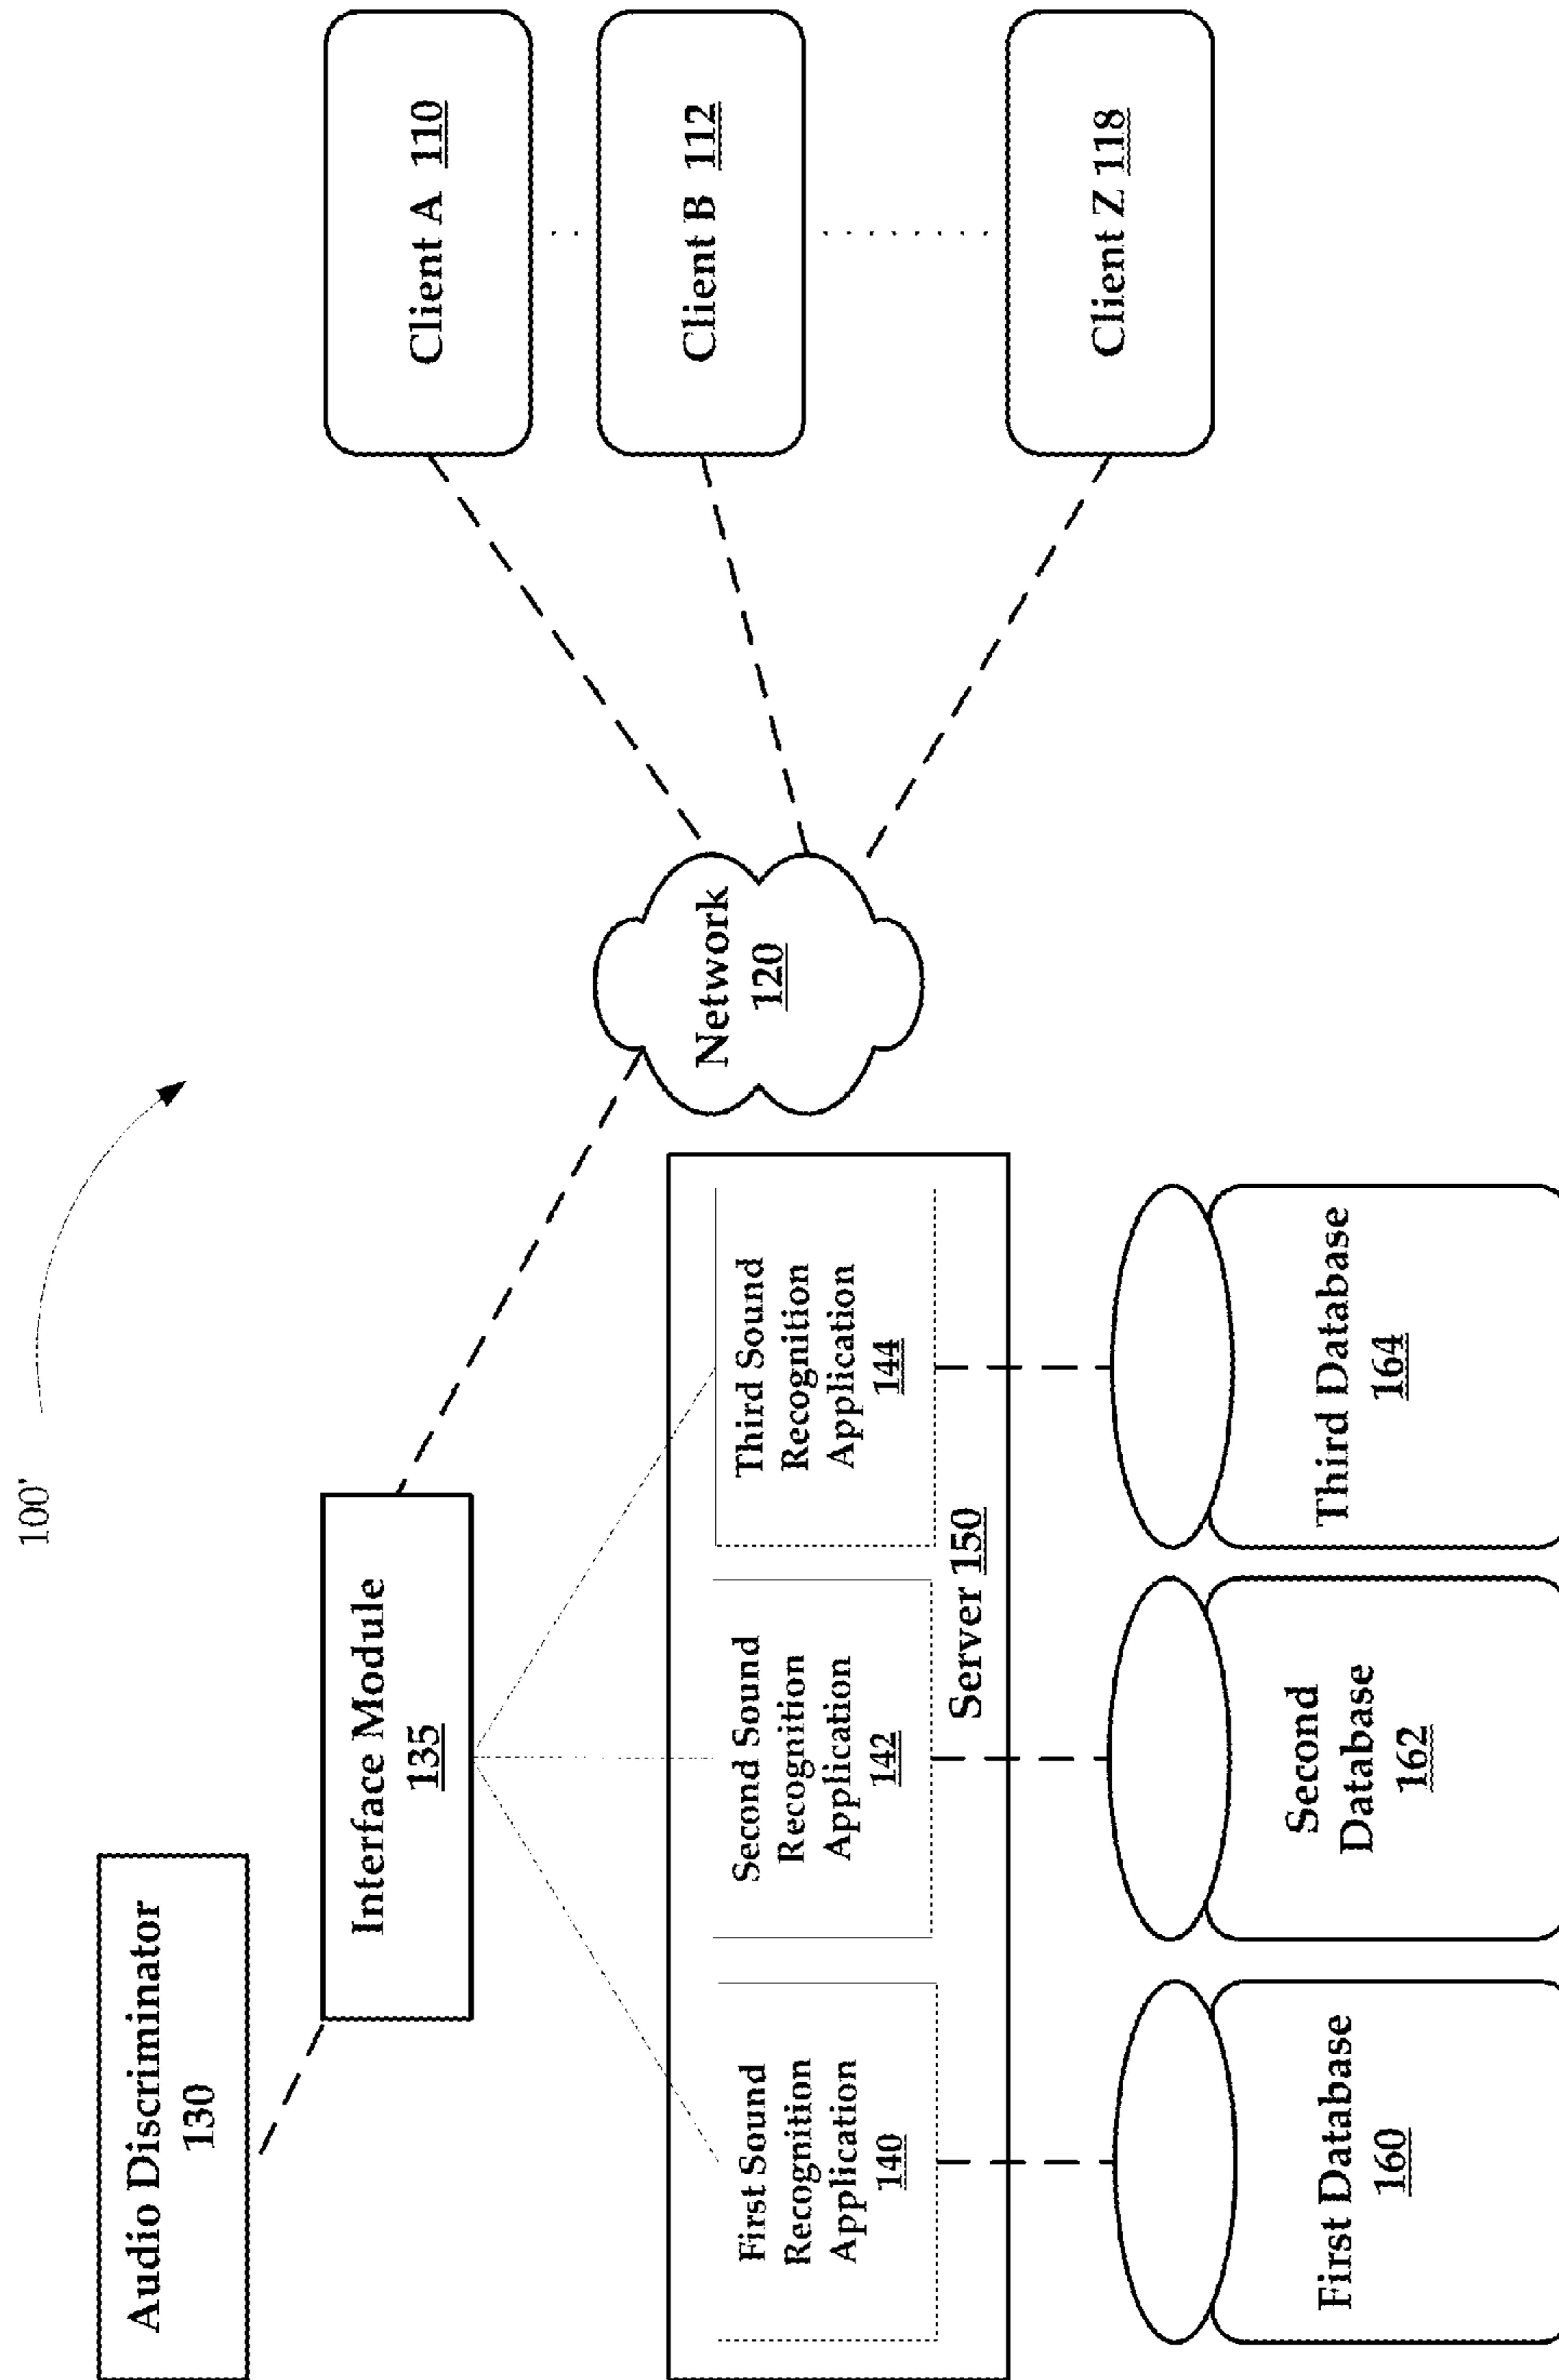 100'
Audio Discriminator
130
Interface Module
135
First Sound
Recognition
Application
140
Second Sound
Recognition
Application
142
Third Sound
Recognition
Application
144
Server 150
First Database
160
Second
Database
162
Third Database
164
Network
120
Client A 110
Client B 112
Client Z 118